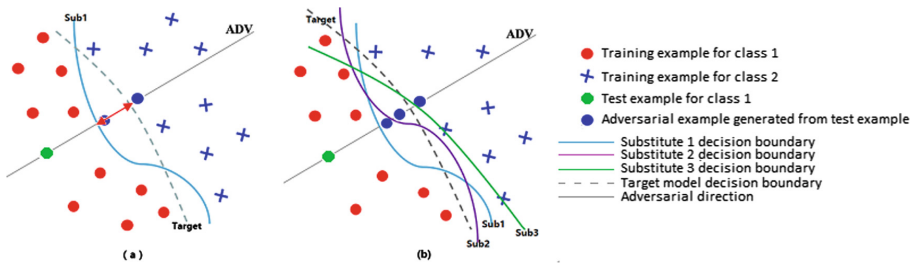 Sub1
ADV
Target
( a )
Target
ADV
Sub1
Sub2
Sub3
(b)
Training example for class 1
Training example for class 2
Test example for class 1
Adversarial example generated from test example
Substitute 1 decision boundary
Substitute 2 decision boundary
Substitute 3 decision boundary
Target model decision boundary
Adversarial direction